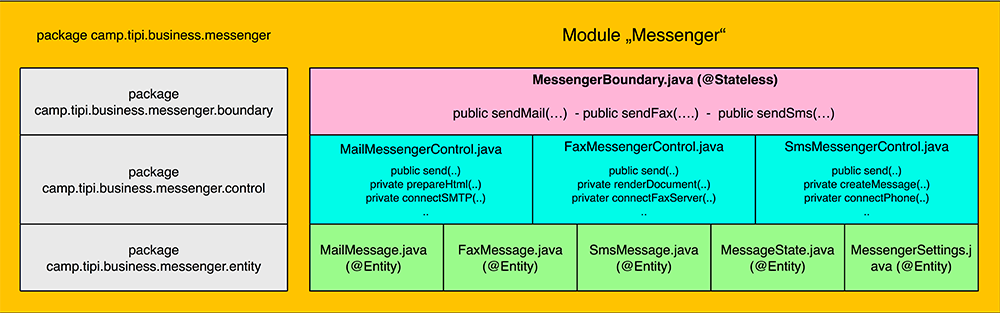 package camp.tipi.business.messenger
Module „Messenger“
package
camp.tipi.business.messenger.boundary
MessengerBoundary.java (@Stateless)
public sendMail(…) - public sendFax(….) - public sendSms(…)
package
camp.tipi.business.messenger.control
MailMessengerControl.java
public send(..)
private prepareHtml(..)
private connectSMTP(..)
..
FaxMessengerControl.java
public send(..)
private renderDocument(..)
privater connectFaxServer(..)
..
SmsMessengerControl.java
public send(..)
private createMessage(..)
privater connectPhone(..)
..
package
camp.tipi.business.messenger.entity
MailMessage.java
(@Entity)
FaxMessage.java
(@Entity)
SmsMessage.java
(@Entity)
MessageState.java
(@Entity)
MessengerSettings.j
ava (@Entity)